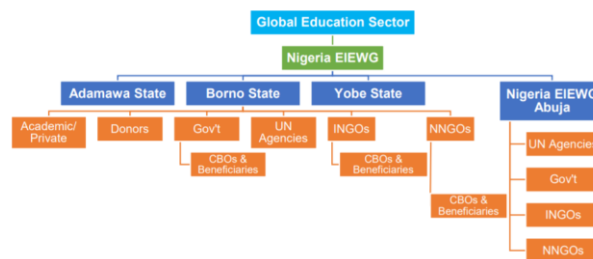 Global Education Sector
Nigeria EIEWG
Adamawa State
Borno State
Yobe State
Nigeria EIEWG
Abuja
Academic/
Private
Donors
Gov't
UN
Agencies
INGOs
NNGOs
CBOs &
Beneficiaries
CBOs &
Beneficiaries
CBOs &
Beneficiaries
UN Agencies
Gov't
INGOs
NNGOs